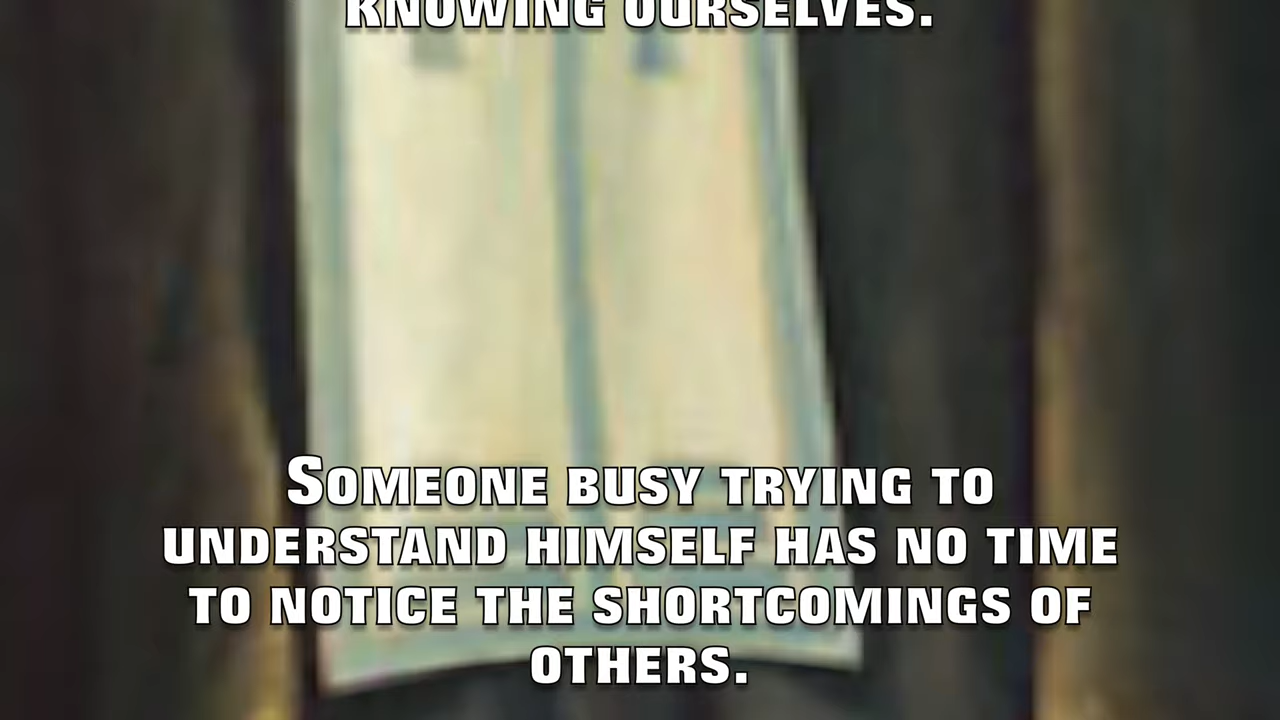 KNOWING OURSELVES.
SOMEONE BUSY TRYING TO
UNDERSTAND HIMSELF HAS NO TIME
TO NOTICE THE SHORTCOMINGS OF
OTHERS.